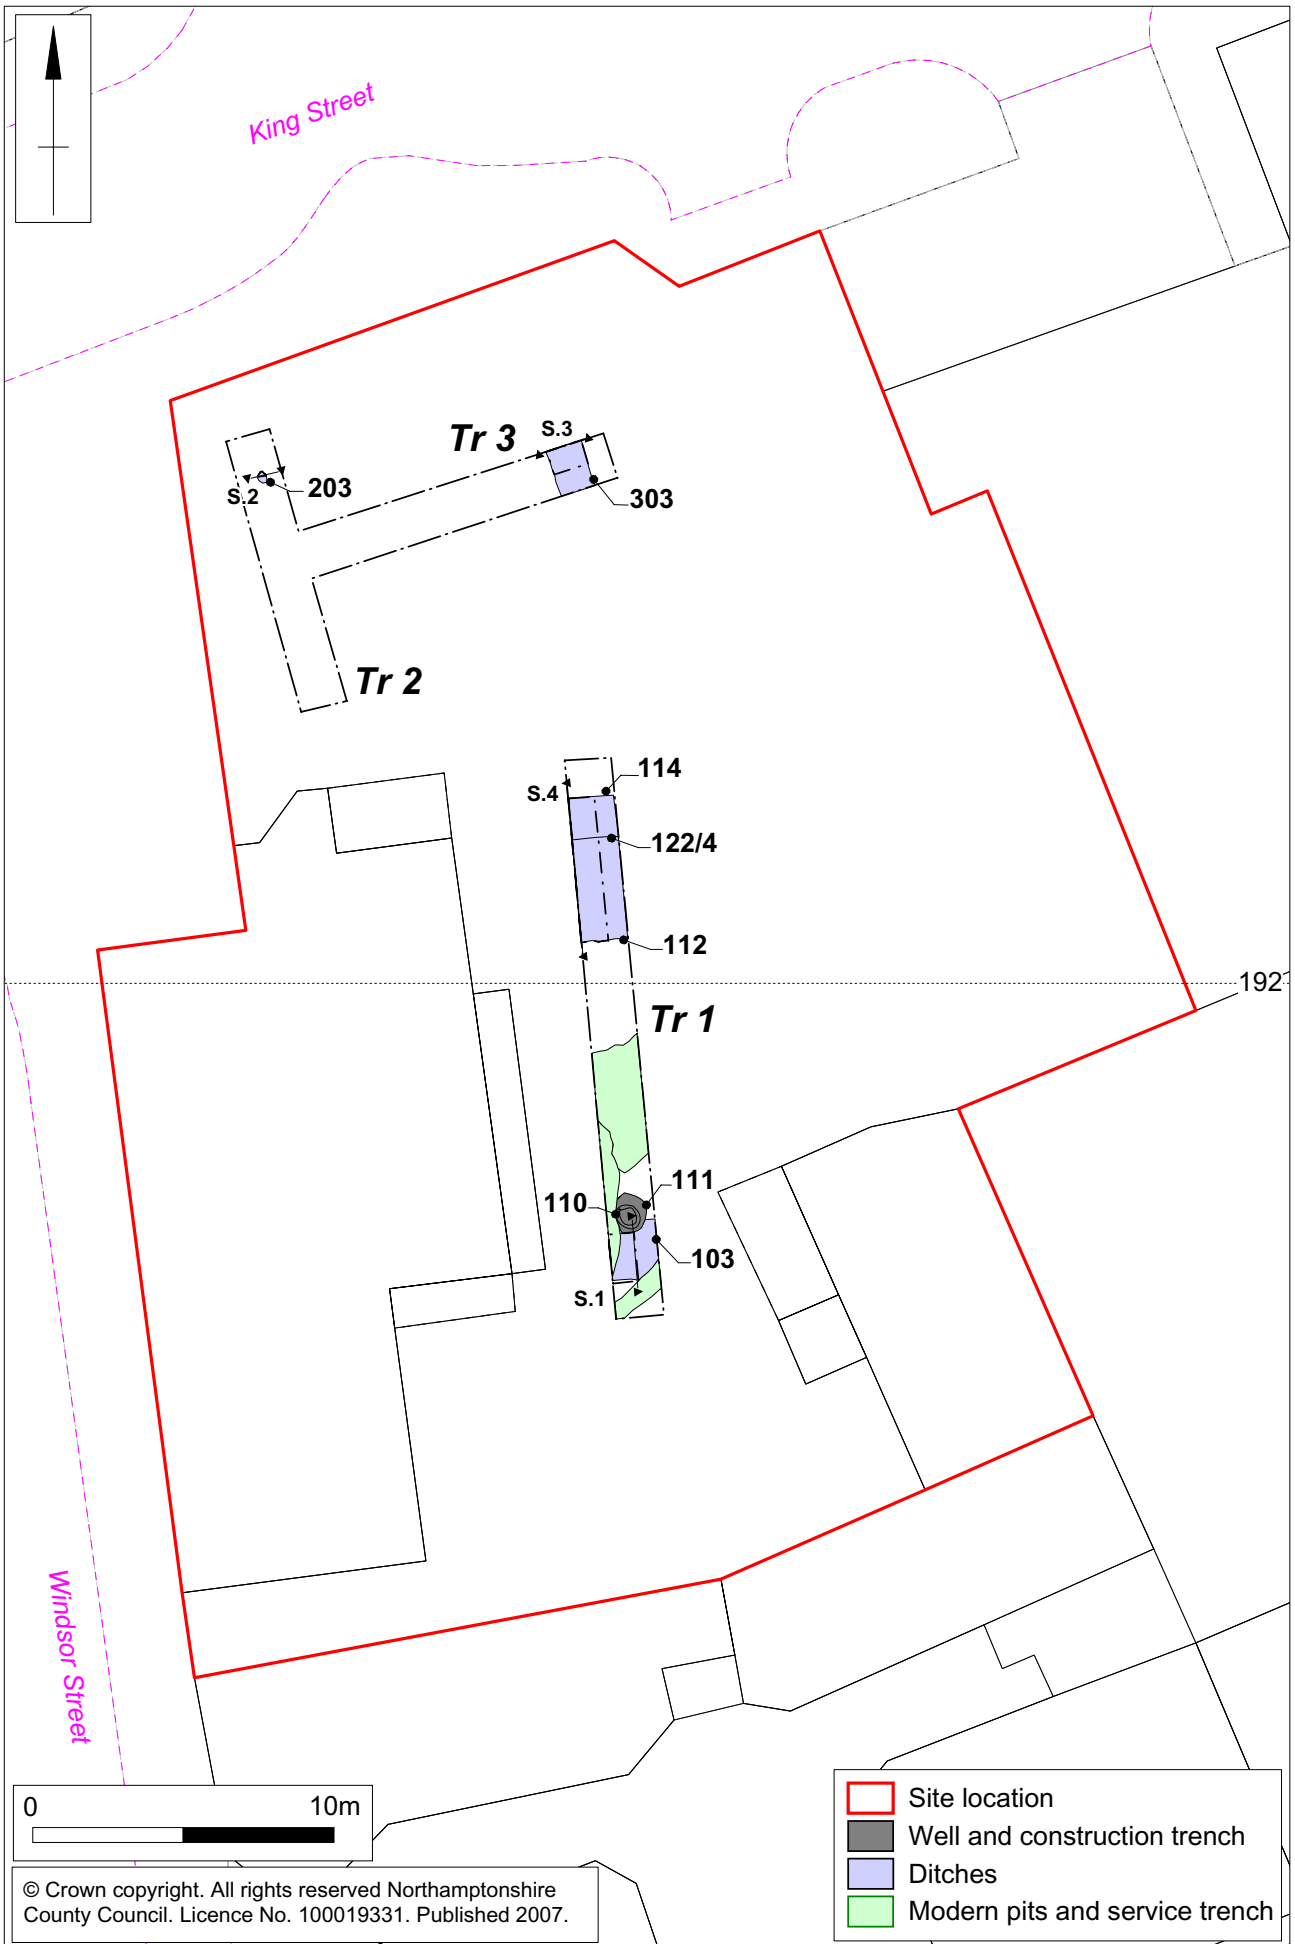 King Street
Tr 3
S.3
S.2
203
303
Tr 2
S.4
114
122/4
112
192
Tr 1
110
111
103
S.1
Windsor Street
0 10m
Site location
Well and construction trench
Ditches
Modern pits and service trench
© Crown copyright. All rights reserved Northamptonshire
County Council. Licence No. 100019331. Published 2007.